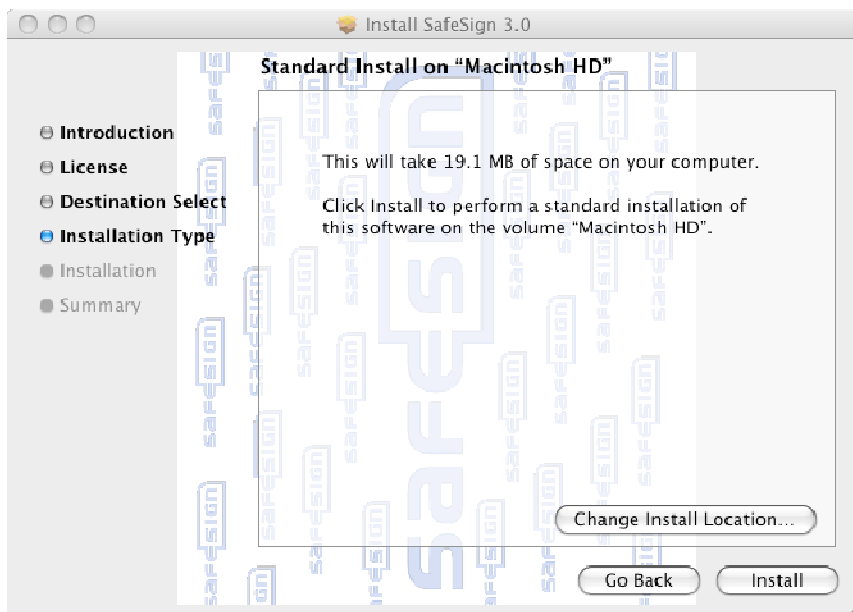 Install SafeSign 3.0
Standard Install on “Macintosh HD”
Introduction
License
Destination Select
Installation Type
Installation
Summary
This will take 19.1 MB of space on your computer.
Click Install to perform a standard installation of
this software on the volume “Macintosh HD”.
safesign
Change Install Location...
Go Back
Install